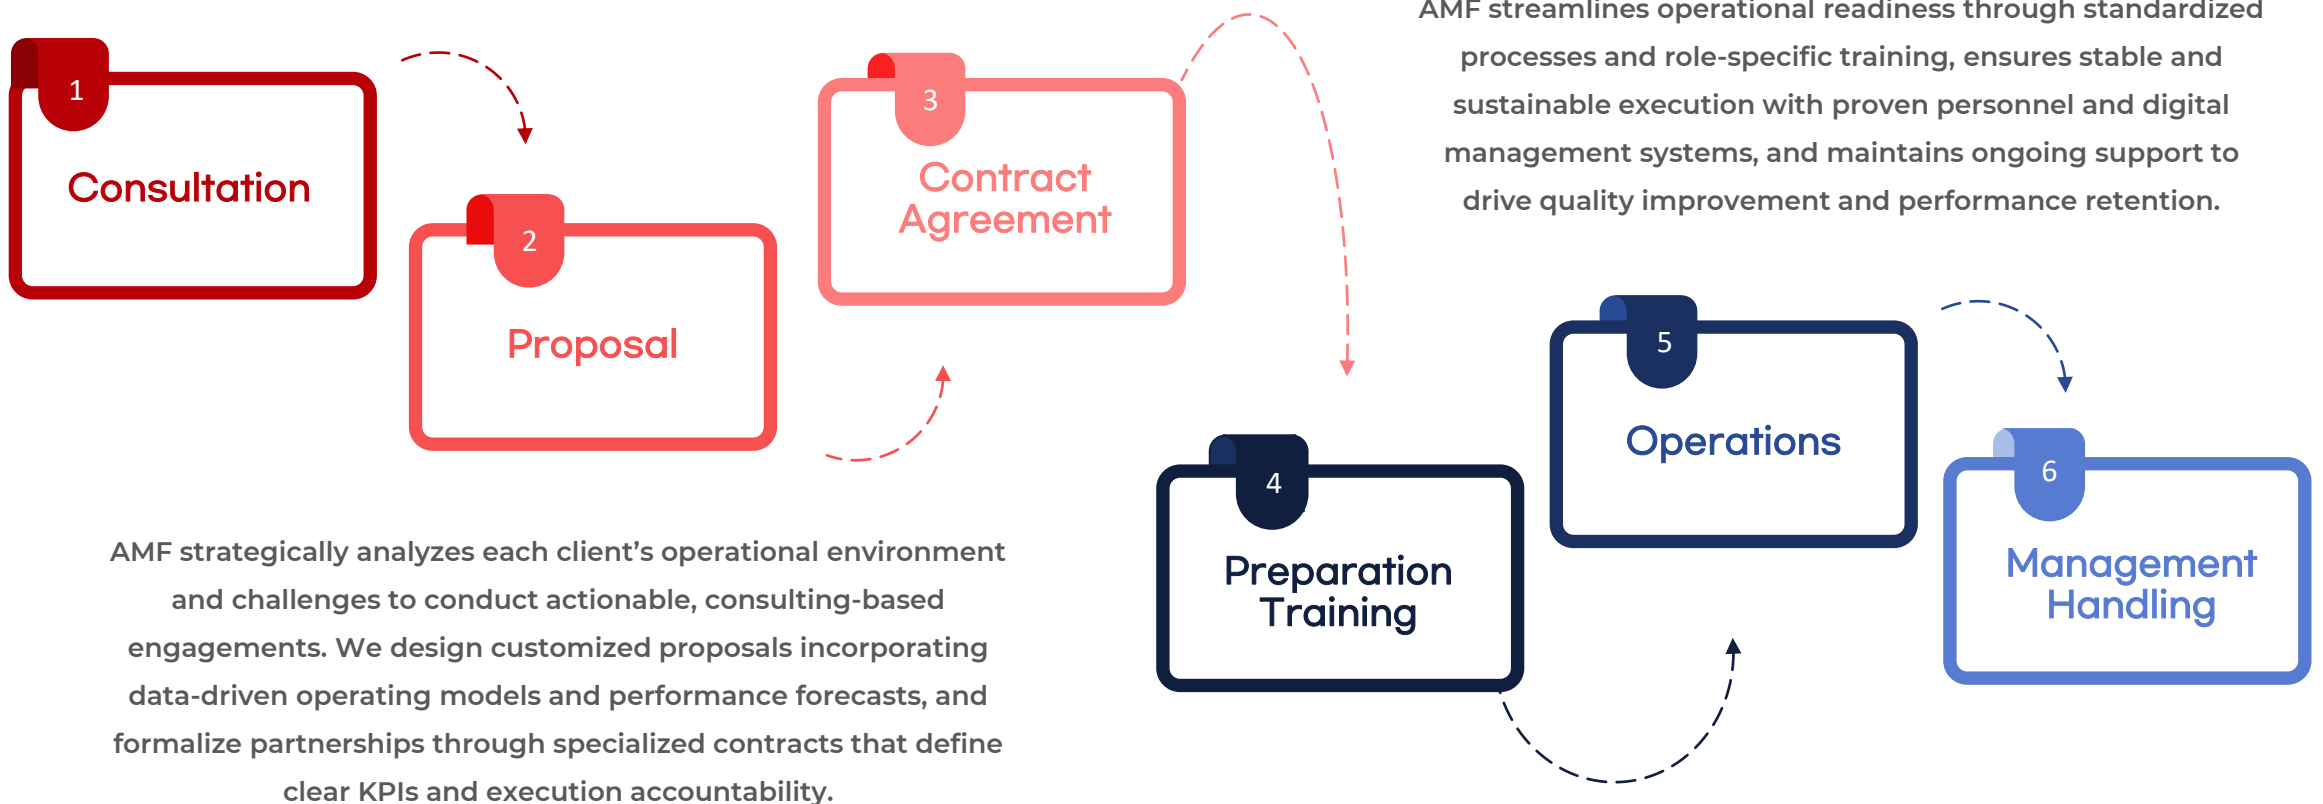 1
Consultation
2
Proposal
3
Contract
Agreement
AMF strategically analyzes each client’s operational environment
and challenges to conduct actionable, consulting-based
engagements. We design customized proposals incorporating
data-driven operating models and performance forecasts, and
formalize partnerships through specialized contracts that define
clear KPIs and execution accountability.
AMF streamlines operational readiness through standardized
processes and role-specific training, ensures stable and
sustainable execution with proven personnel and digital
management systems, and maintains ongoing support to
drive quality improvement and performance retention.
4
Preparation
Training
5
Operations
6
Management
Handling